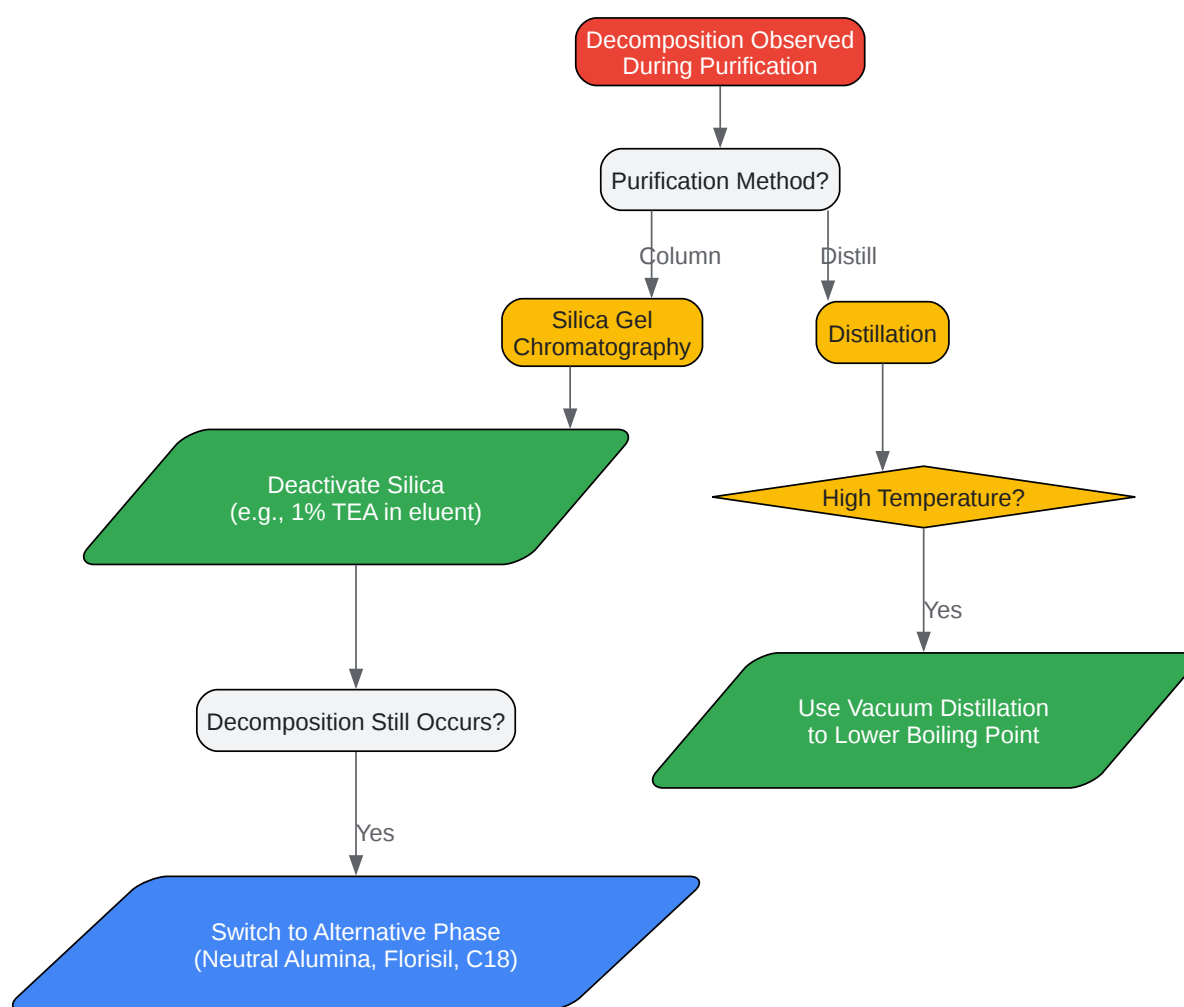 Decomposition Observed
During Purification
Purification Method?
Column
Distill
Silica Gel
Chromatography
Distillation
Deactivate Silica
(e.g., 1% TEA in eluent)
High Temperature?
Yes
Use Vacuum Distillation
to Lower Boiling Point
Decomposition Still Occurs?
Yes
Switch to Alternative Phase
(Neutral Alumina, Florisil, C18)